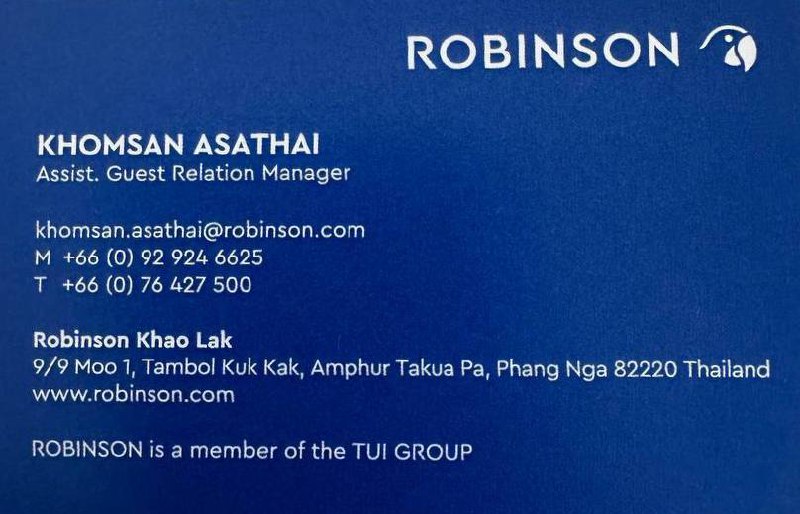 ROBINSON
KHOMSAN ASATHAI
Assist. Guest Relation Manager
khomsan.asathai@robinson.com
M +66 (0) 92 924 6625
T +66 (0) 76 427 500
Robinson Khao Lak
9/9 Moo 1, Tambol Kuk Kak, Amphur Takua Pa, Phang Nga 82220 Thailand
www.robinson.com
ROBINSON is a member of the TUI GROUP